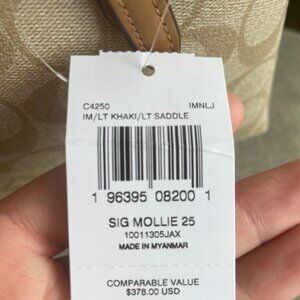 C4250 IMNLJ
IM/LT KHAKI/LT SADDLE
1 96395 08200 1
SIG MOLLIE 25
10011305JAX
MADE IN MYANMAR
COMPARABLE VALUE
$378.00 USD